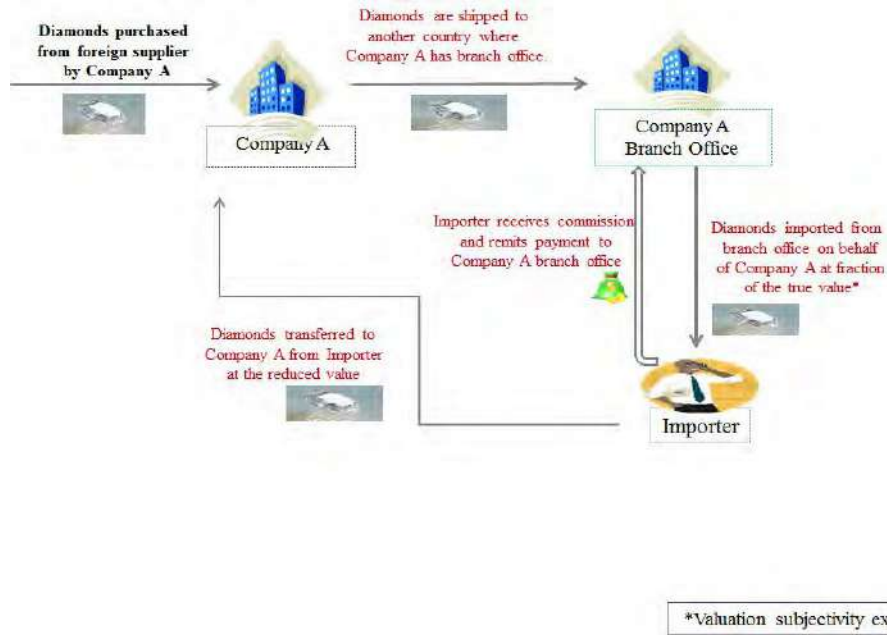 Diamonds purchased
from foreign supplier
by Company A
Diamonds are shipped to
another country where
Company A has branch office.
Company A
Company A
Branch Office
Importer receives commission
and remits payment to
Company A branch office
Diamonds imported from
branch office on behalf
of Company A at fraction
of the true value*
Diamonds transferred to
Company A from Importer
at the reduced value
Importer
*Valuation subjectivity